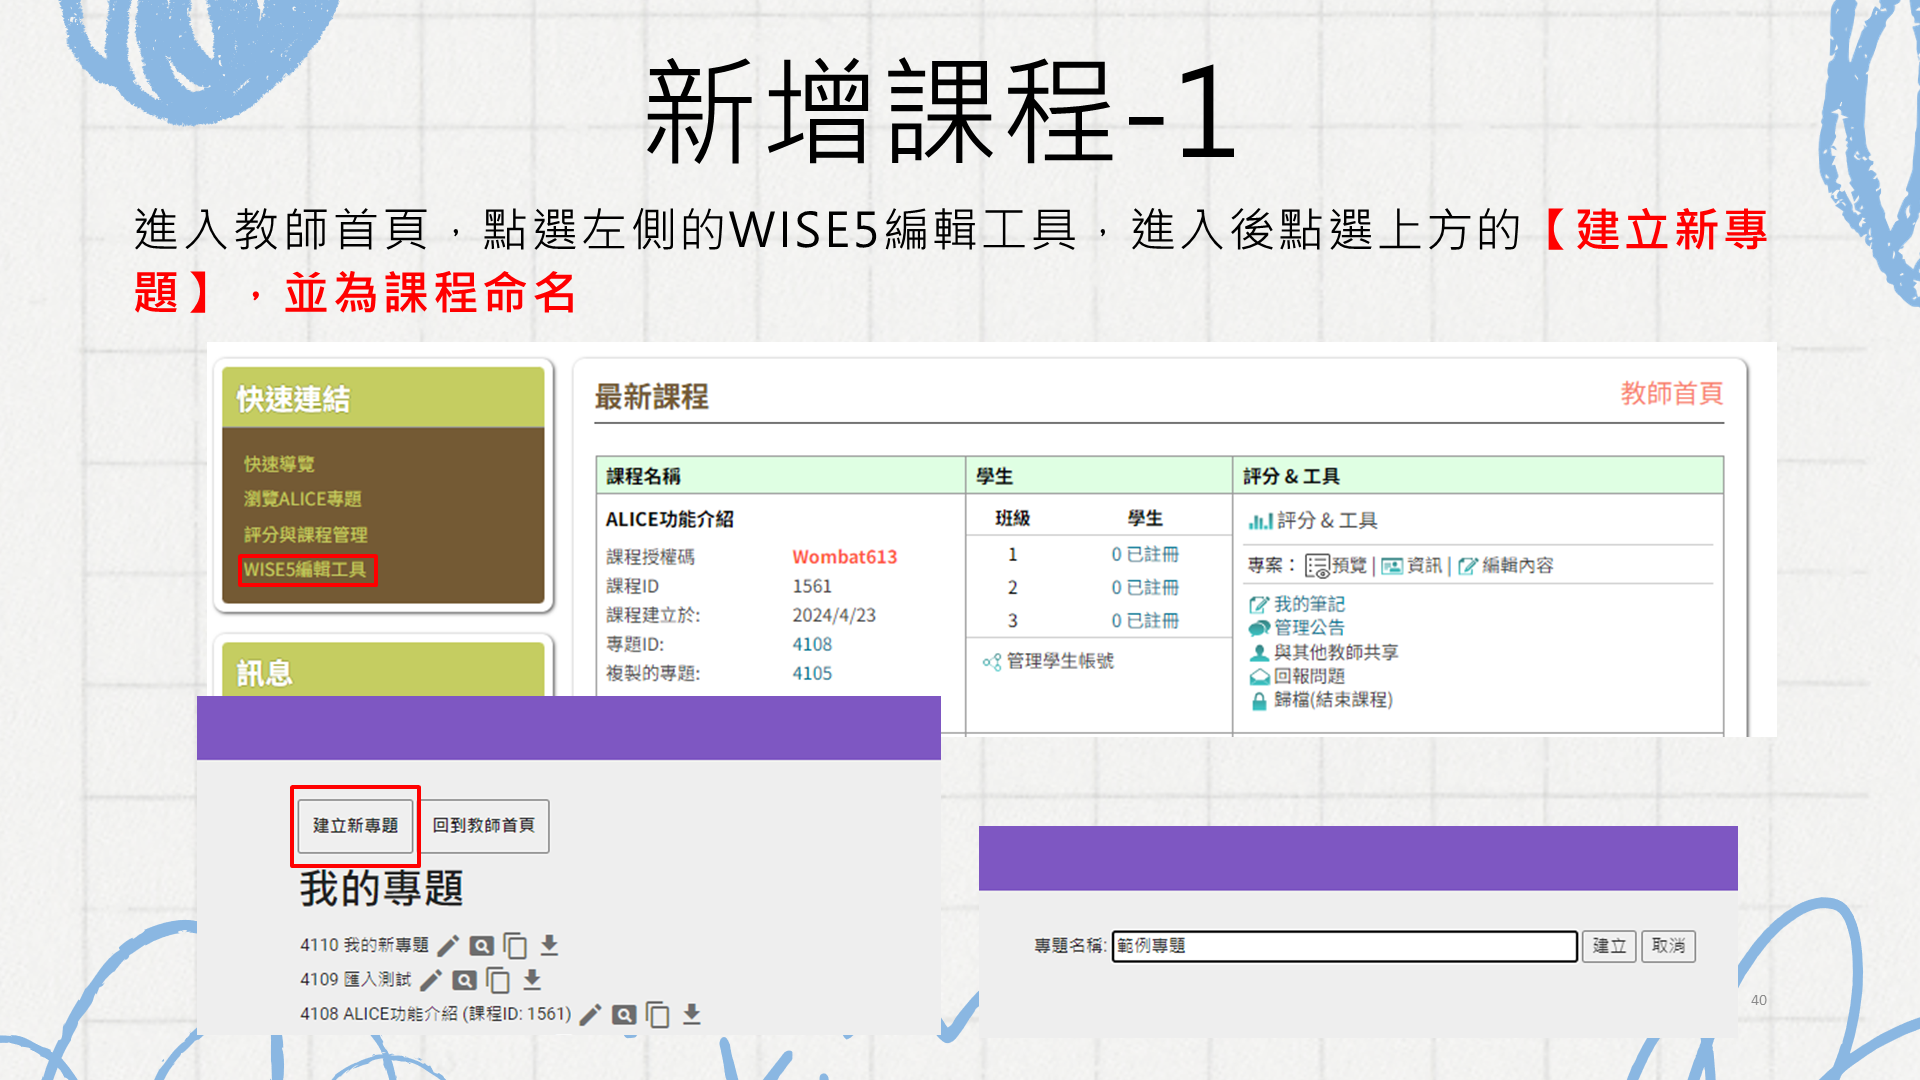 新增課程-1
進入教師首頁，點選左側的WISE5編輯工具，進入後點選上方的【建立新專
題】，並為課程命名
快速連結
快速導覽
瀏覽ALICE專題
評分與課程管理
WISE5編輯工具
訊息
最新課程
教師首頁
課程名稱
學生
評分 & 工具
ALICE功能介紹
課程授權碼 Wombat613
課程ID 1561
課程建立於: 2024/4/23
專題ID: 4108
複製的專題: 4105
班級 學生
1 0 已註冊
2 0 已註冊
3 0 已註冊
管理學生帳號
評分 & 工具
專案： 預覽 | 資訊 | 編輯內容
我的筆記
管理公告
與其他教師共享
回報問題
歸檔(結束課程)
建立新專題 回到教師首頁
我的專題
4110 我的新專題
4109 匯入測試
4108 ALICE功能介紹 (課程ID: 1561)
專題名稱: 範例專題 建立 取消
40